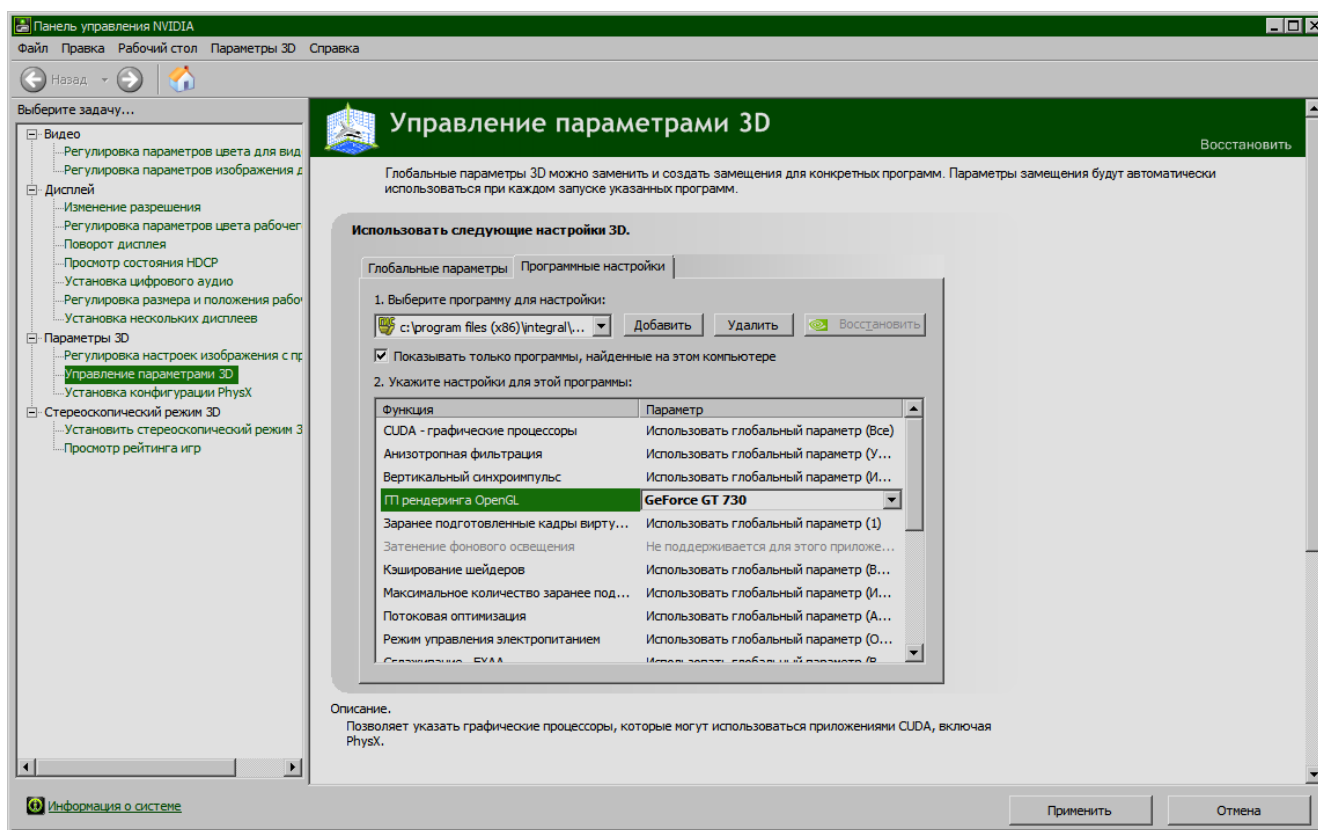 Панель управления NVIDIA
Файл Правка Рабочий стол Параметры 3D Справка
Назад
Выберите задачу...
Видео
Регулировка параметров цвета для вид
Регулировка параметров изображения д
Дисплей
Изменение разрешения
Регулировка параметров цвета рабочег
Поворот дисплея
Просмотр состояния HDCP
Установка цифрового аудио
Регулировка размера и положения рабоч
Установка нескольких дисплеев
Параметры 3D
Регулировка настроек изображения с пр
Управление параметрами 3D
Установка конфигурации PhysX
Стереоскопический режим 3D
Установить стереоскопический режим 3
Просмотр рейтинга игр
Информация о системе
Управление параметрами 3D
Восстановить
Глобальные параметры 3D можно заменить и создать замещения для конкретных программ. Параметры замещения будут автоматически
использоваться при каждом запуске указанных программ.
Использовать следующие настройки 3D.
Глобальные параметры Программные настройки
1. Выберите программу для настройки:
c:\program files (x86)\integral\... Добавить Удалить Восстановить
Показывать только программы, найденные на этом компьютере
2. Укажите настройки для этой программы:
Функция Параметр
CUDA - графические процессоры Использовать глобальный параметр (Все)
Анизотропная фильтрация Использовать глобальный параметр (У...
Вертикальный синхроимпульс Использовать глобальный параметр (И...
ГП рендеринга OpenGL GeForce GT 730
Заранее подготовленные кадры вирту... Использовать глобальный параметр (1)
Затенение фонового освещения Не поддерживается для этого приложе...
Кэширование шейдеров Использовать глобальный параметр (В...
Максимальное количество заранее под... Использовать глобальный параметр (И...
Потоковая оптимизация Использовать глобальный параметр (А...
Режим управления электропитанием Использовать глобальный параметр (О...
Сглаживание - FXAA Использовать глобальный параметр (В
Описание.
Позволяет указать графические процессоры, которые могут использоваться приложениями CUDA, включая
PhysX.
Применить Отмена